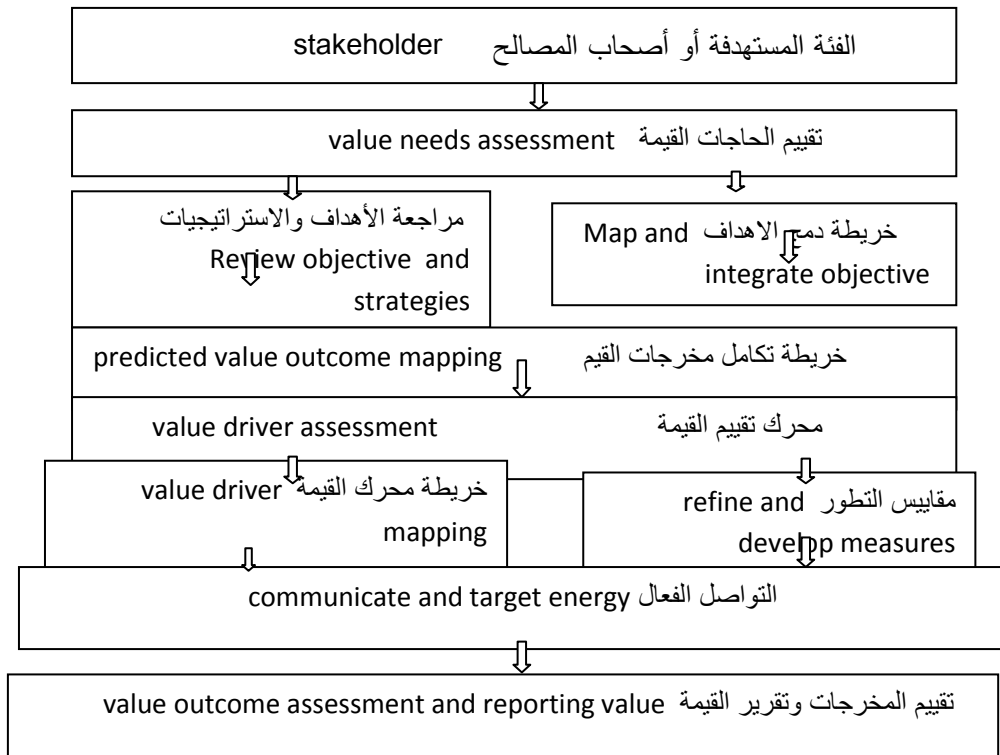 الفئة المستهدفة أو أصحاب المصالح stakeholder
تقييم الحاجات القيمة value needs assessment
مراجعة الأهداف والاستراتيجيات
Review objective and
strategies
خريطة دمج الاهداف Map and
integrate objective
خريطة تكامل مخرجات القيم predicted value outcome mapping
محرك تقييم القيمة value driver assessment
خريطة محرك القيمة value driver
mapping
مقاييس التطور refine and
develop measures
التواصل الفعال communicate and target energy
تقييم المخرجات وتقرير القيمة value outcome assessment and reporting value